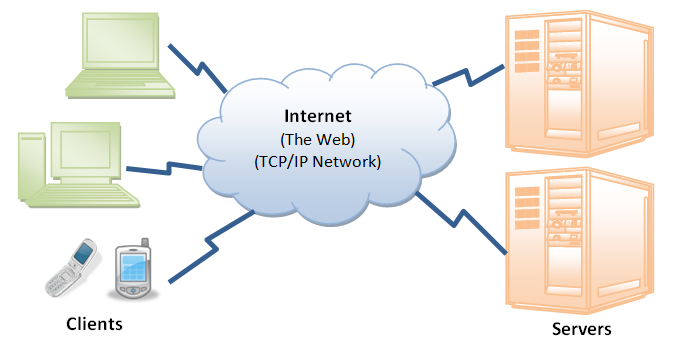 Internet
(The Web)
(TCP/IP Network)
Clients
Servers